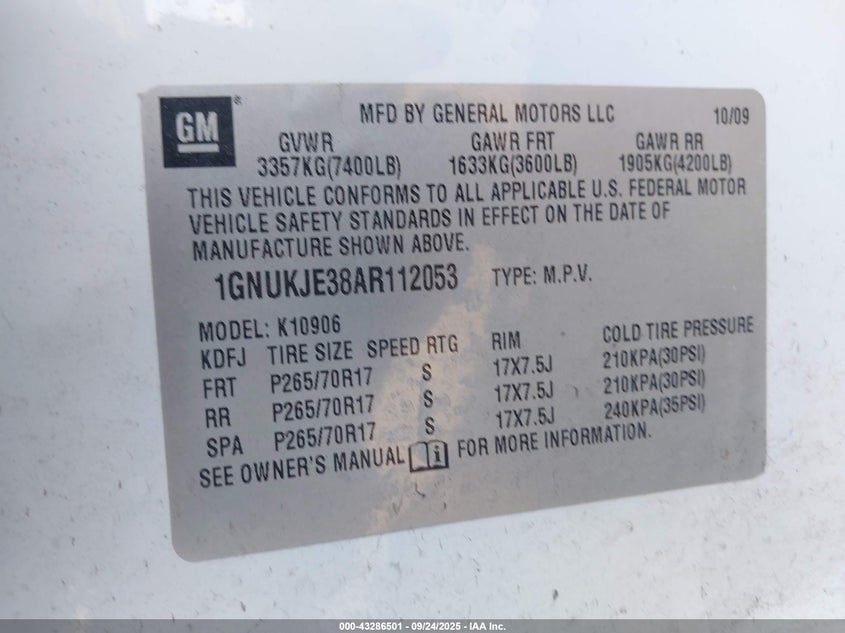 GM ®
MFD BY GENERAL MOTORS LLC 10/09
GVWR GAWR FRT GAWR RR
3357KG(7400LB) 1633KG(3600LB) 1905KG(4200LB)
THIS VEHICLE CONFORMS TO ALL APPLICABLE U.S. FEDERAL MOTOR
VEHICLE SAFETY STANDARDS IN EFFECT ON THE DATE OF
MANUFACTURE SHOWN ABOVE.
1GNUKJE38AR112053 TYPE: M.P.V.
MODEL: K10906
KDFJ TIRE SIZE SPEED RTG RIM COLD TIRE PRESSURE
FRT P265/70R17 S 17X7.5J 210KPA(30PSI)
RR P265/70R17 S 17X7.5J 210KPA(30PSI)
SPA P265/70R17 S 17X7.5J 240KPA(35PSI)
SEE OWNER'S MANUAL i FOR MORE INFORMATION.
000-43286501 - 09/24/2025 - IAA Inc.